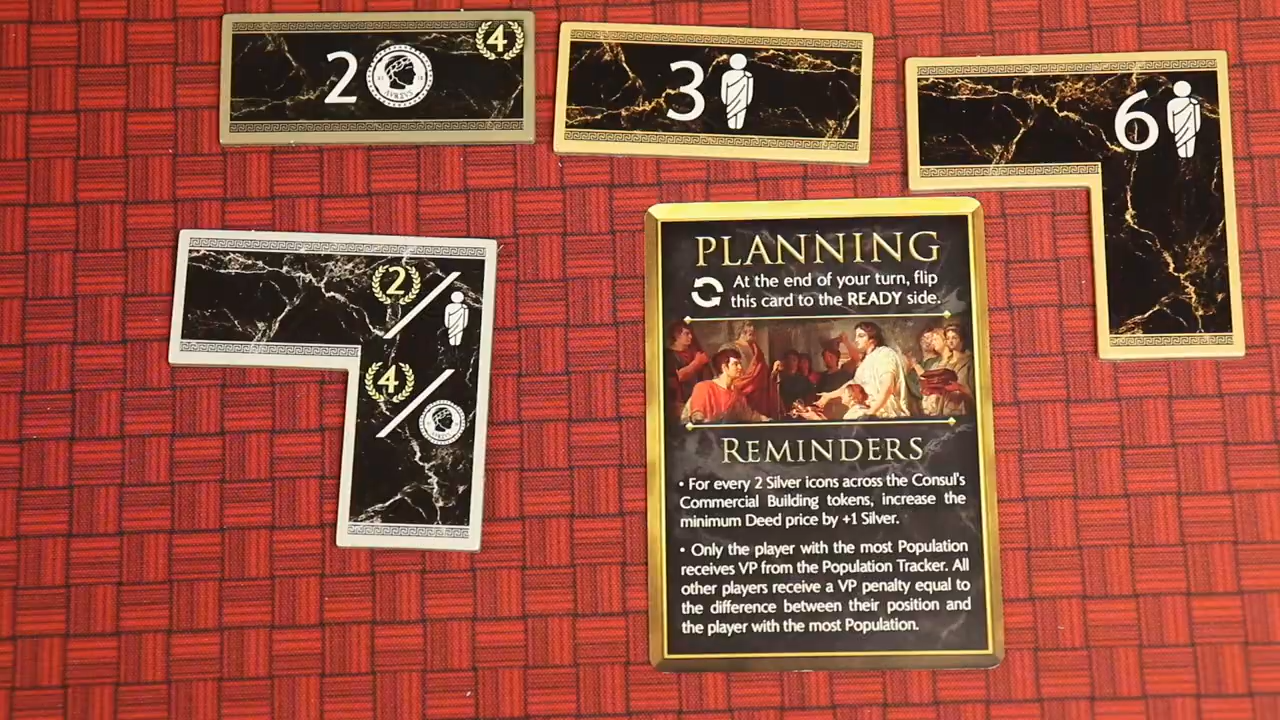 2
4
3
6
2
4
PLANNING
At the end of your turn, flip
this card to the READY side.
REMINDERS
• For every 2 Silver icons across the Consul's
Commercial Building tokens, increase the
minimum Deed price by +1 Silver.
• Only the player with the most Population
receives VP from the Population Tracker. All
other players receive a VP penalty equal to
the difference between their position and
the player with the most Population.